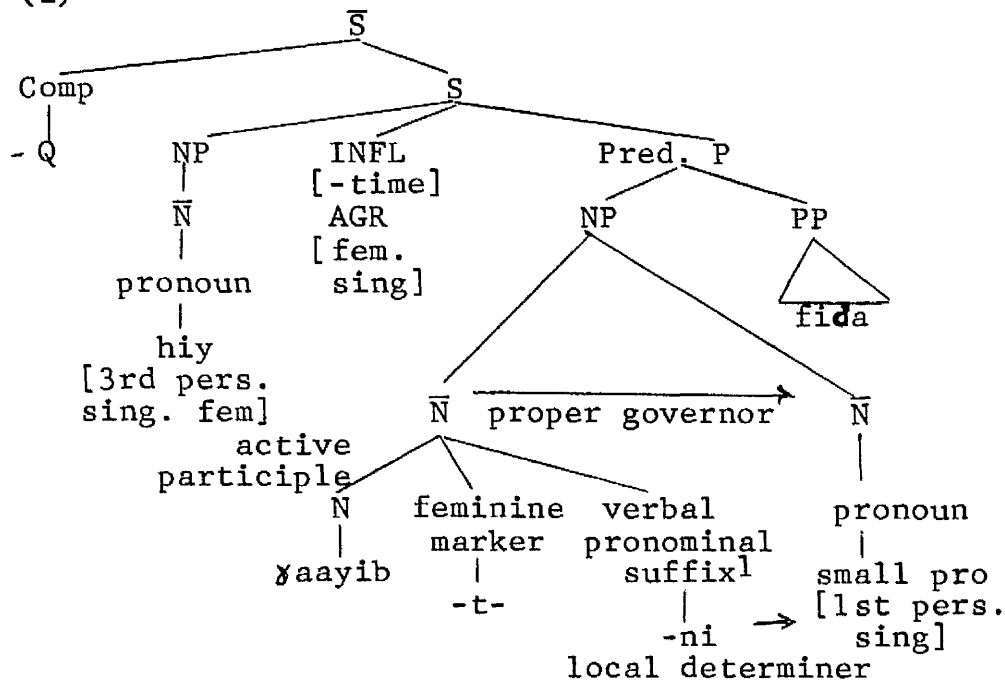 S̅
Comp S
- Q NP INFL Pred. P
[-time]
N̅ AGR NP PP
[fem.
pronoun sing]
fida
hiy
[3rd pers.
sing. fem] N̅ proper governor N̅
active
participle
N feminine verbal pronoun
marker pronominal
ɣaayib suffix1 small pro
-t- [1st pers.
-ni sing]
local determiner